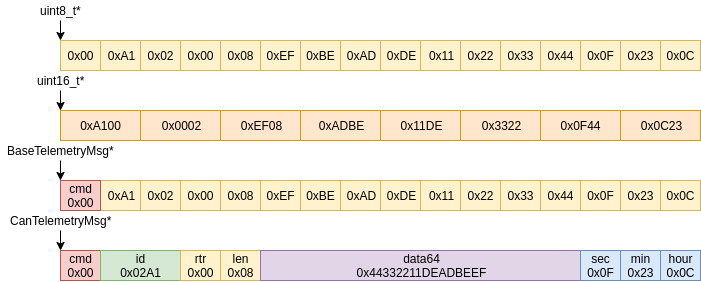 uint8_t*
0x00 0xA1 0x02 0x00 0x08 0xEF 0xBE 0xAD 0xDE 0x11 0x22 0x33 0x44 0x0F 0x23 0x0C
uint16_t*
0xA100 0x0002 0xEF08 0xADBE 0x11DE 0x3322 0x0F44 0x0C23
BaseTelemetryMsg*
cmd
0x00 0xA1 0x02 0x00 0x08 0xEF 0xBE 0xAD 0xDE 0x11 0x22 0x33 0x44 0x0F 0x23 0x0C
CanTelemetryMsg*
cmd id rtr len data64 sec min hour
0x00 0x02A1 0x00 0x08 0x44332211DEADBEEF 0x0F 0x23 0x0C